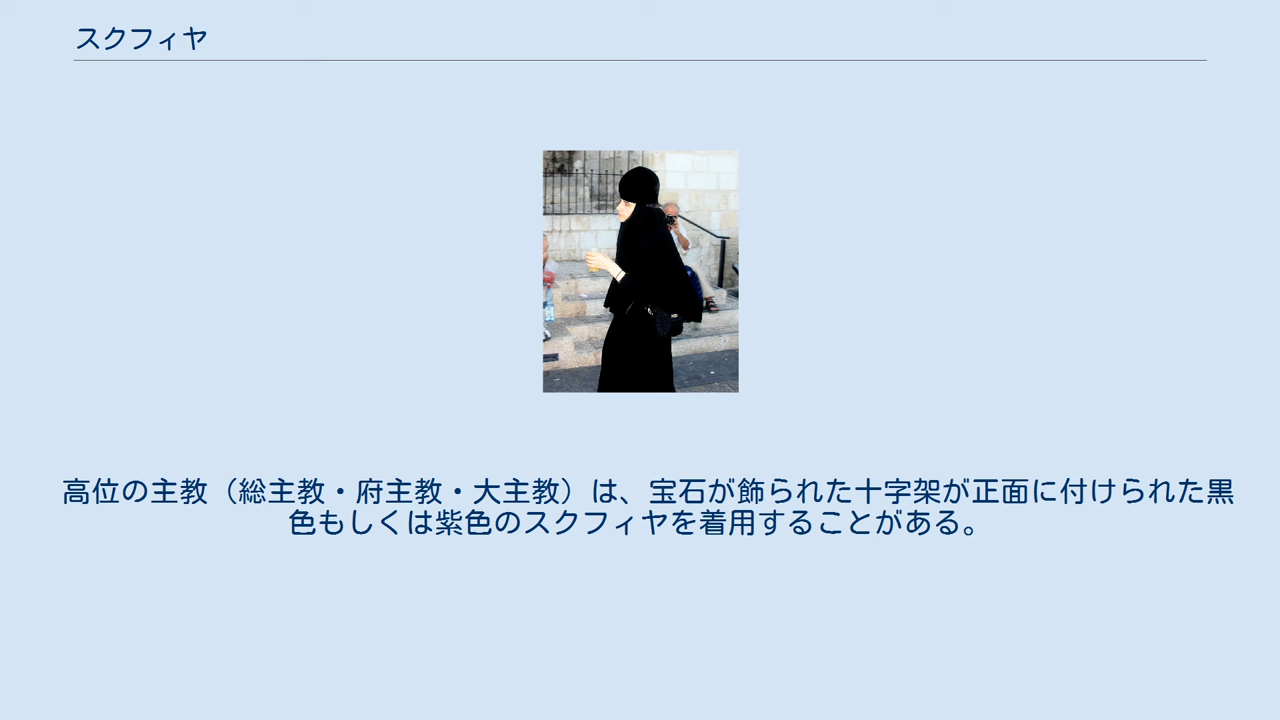 スクフィヤ
高位の主教（総主教・府主教・大主教）は、宝石が飾られた十字架が正面に付けられた黒
色もしくは紫色のスクフィヤを着用することがある。